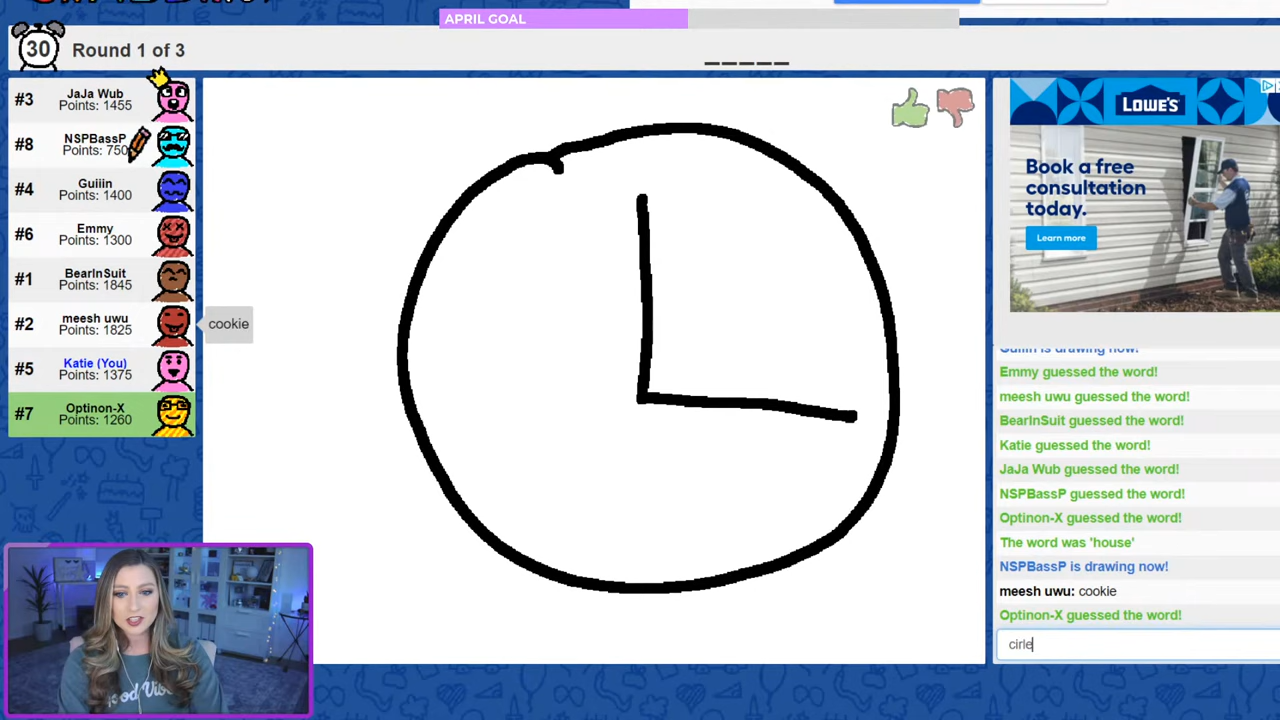 APRIL GOAL
30
Round 1 of 3
_____
#3
JaJa Wub
Points: 1455
#8
NSPBassP
Points: 750
#4
Guiiin
Points: 1400
#6
Emmy
Points: 1300
#1
BearInSuit
Points: 1845
#2
meesh uwu
Points: 1825
cookie
#5
Katie (You)
Points: 1375
#7
Optinon-X
Points: 1260
LOWE'S
Book a free
consultation
today.
Learn more
Guiiin is drawing now!
Emmy guessed the word!
meesh uwu guessed the word!
BearInSuit guessed the word!
Katie guessed the word!
JaJa Wub guessed the word!
NSPBassP guessed the word!
Optinon-X guessed the word!
The word was 'house'
NSPBassP is drawing now!
meesh uwu: cookie
Optinon-X guessed the word!
cirle